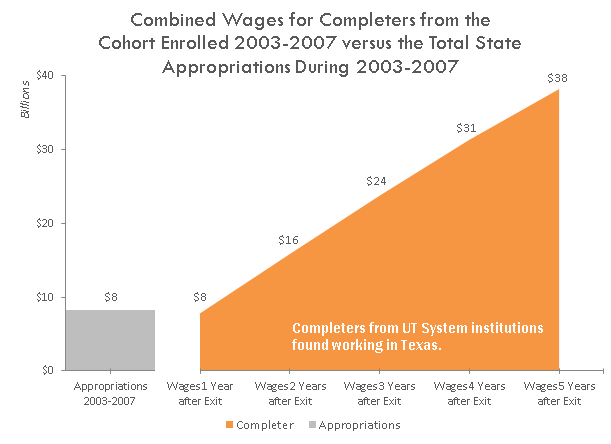 Combined Wages for Completers from the
Cohort Enrolled 2003-2007 versus the Total State
Appropriations During 2003-2007
Billions
$40
$30
$20
$10
$0
$8
$8
$16
$24
$31
$38
Completers from UT System institutions
found working in Texas.
Appropriations
2003-2007
Wages1 Year
after Exit
Wages2 Years
after Exit
Wages3 Years
after Exit
Wages4 Years
after Exit
Wages5 Years
after Exit
Completer
Appropriations